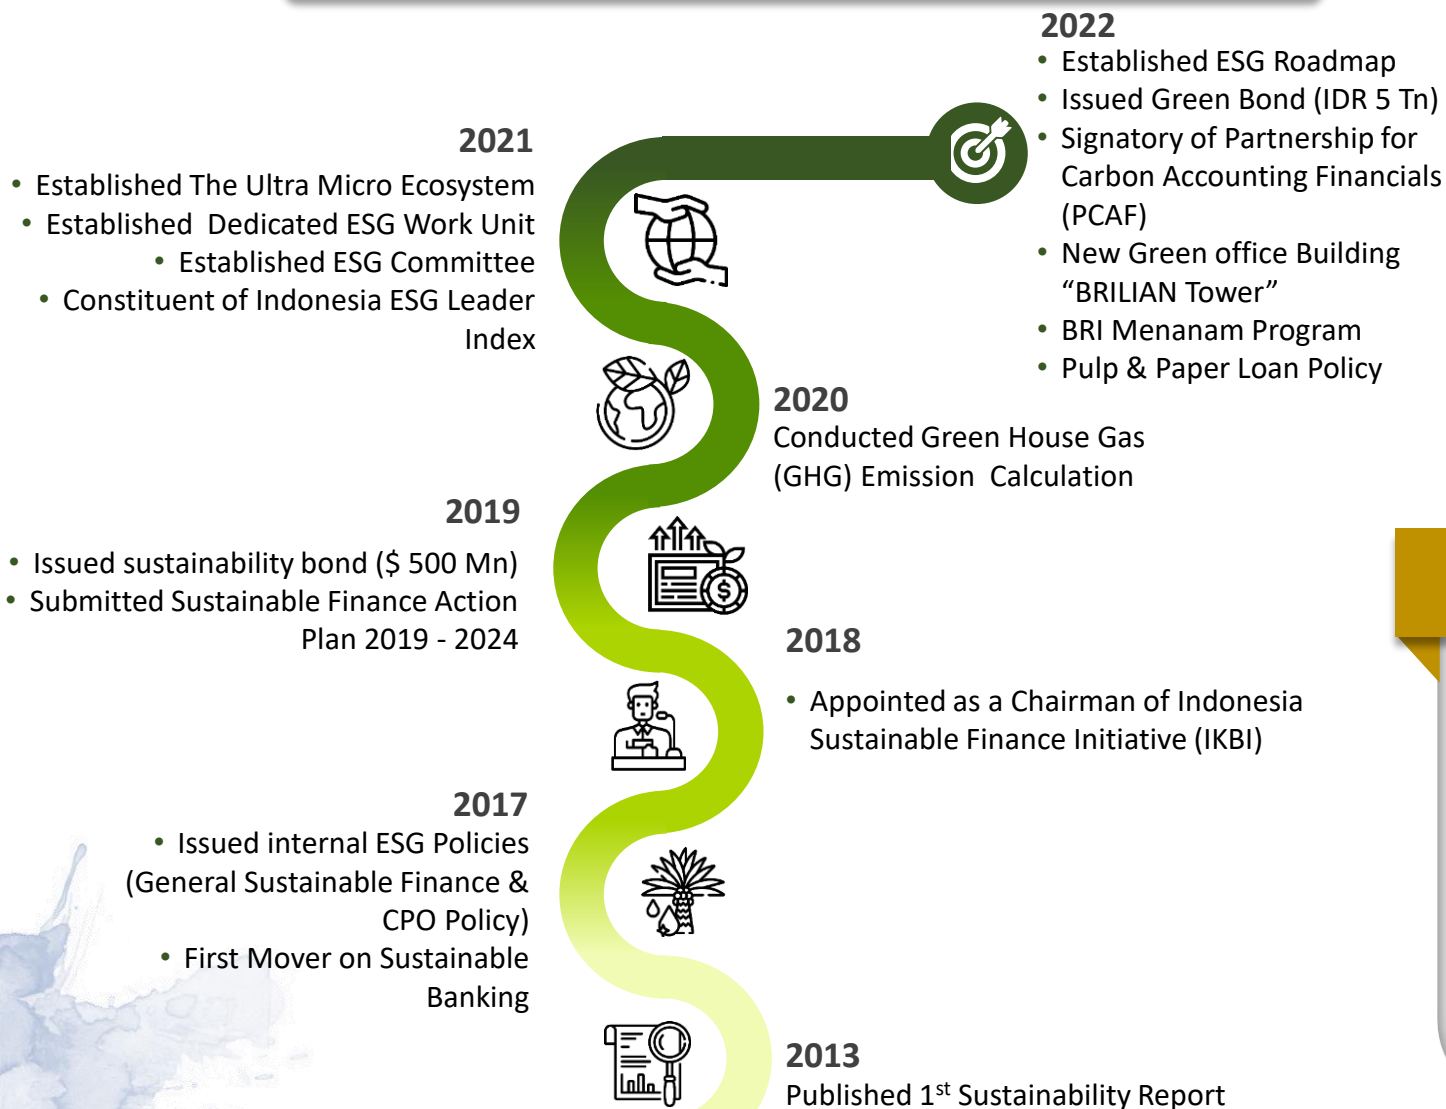 2022
• Established ESG Roadmap
• Issued Green Bond (IDR 5 Tn)
• Signatory of Partnership for
Carbon Accounting Financials
(PCAF)
• New Green office Building
“BRILIAN Tower”
• BRI Menanam Program
• Pulp & Paper Loan Policy
2021
• Established The Ultra Micro Ecosystem
• Established Dedicated ESG Work Unit
• Established ESG Committee
• Constituent of Indonesia ESG Leader
Index
2020
Conducted Green House Gas
(GHG) Emission Calculation
2019
• Issued sustainability bond ($ 500 Mn)
• Submitted Sustainable Finance Action
Plan 2019 - 2024
2018
• Appointed as a Chairman of Indonesia
Sustainable Finance Initiative (IKBI)
2017
• Issued internal ESG Policies
(General Sustainable Finance &
CPO Policy)
• First Mover on Sustainable
Banking
2013
Published 1st Sustainability Report